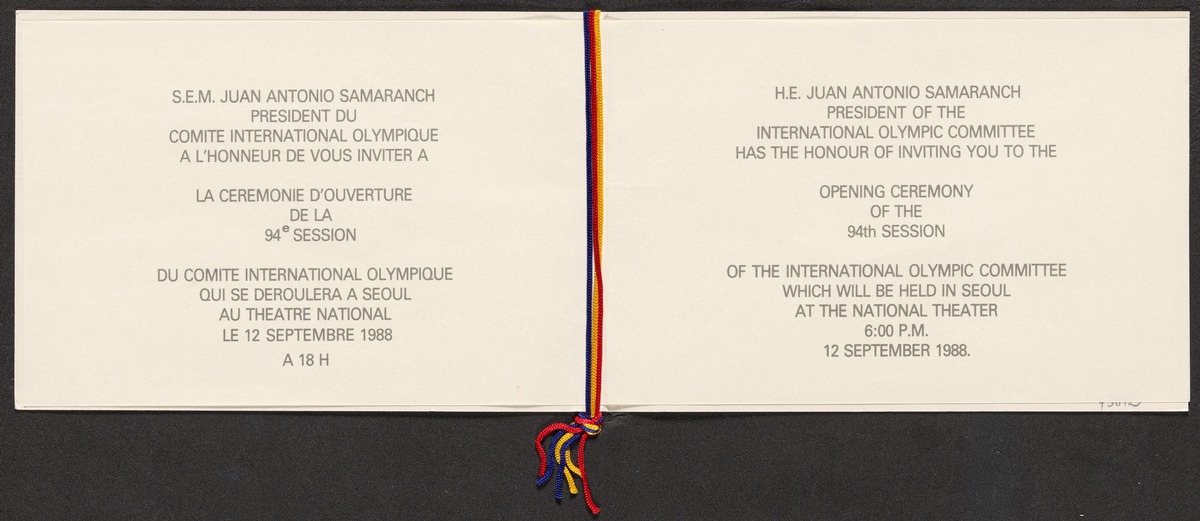 S.E.M. JUAN ANTONIO SAMARANCH
PRESIDENT DU
COMITE INTERNATIONAL OLYMPIQUE
A L'HONNEUR DE VOUS INVITER A
LA CEREMONIE D'OUVERTURE
DE LA
94e SESSION
DU COMITE INTERNATIONAL OLYMPIQUE
QUI SE DEROULERA A SEOUL
AU THEATRE NATIONAL
LE 12 SEPTEMBRE 1988
A 18 H
H.E. JUAN ANTONIO SAMARANCH
PRESIDENT OF THE
INTERNATIONAL OLYMPIC COMMITTEE
HAS THE HONOUR OF INVITING YOU TO THE
OPENING CEREMONY
OF THE
94th SESSION
OF THE INTERNATIONAL OLYMPIC COMMITTEE
WHICH WILL BE HELD IN SEOUL
AT THE NATIONAL THEATER
6:00 P.M.
12 SEPTEMBER 1988.